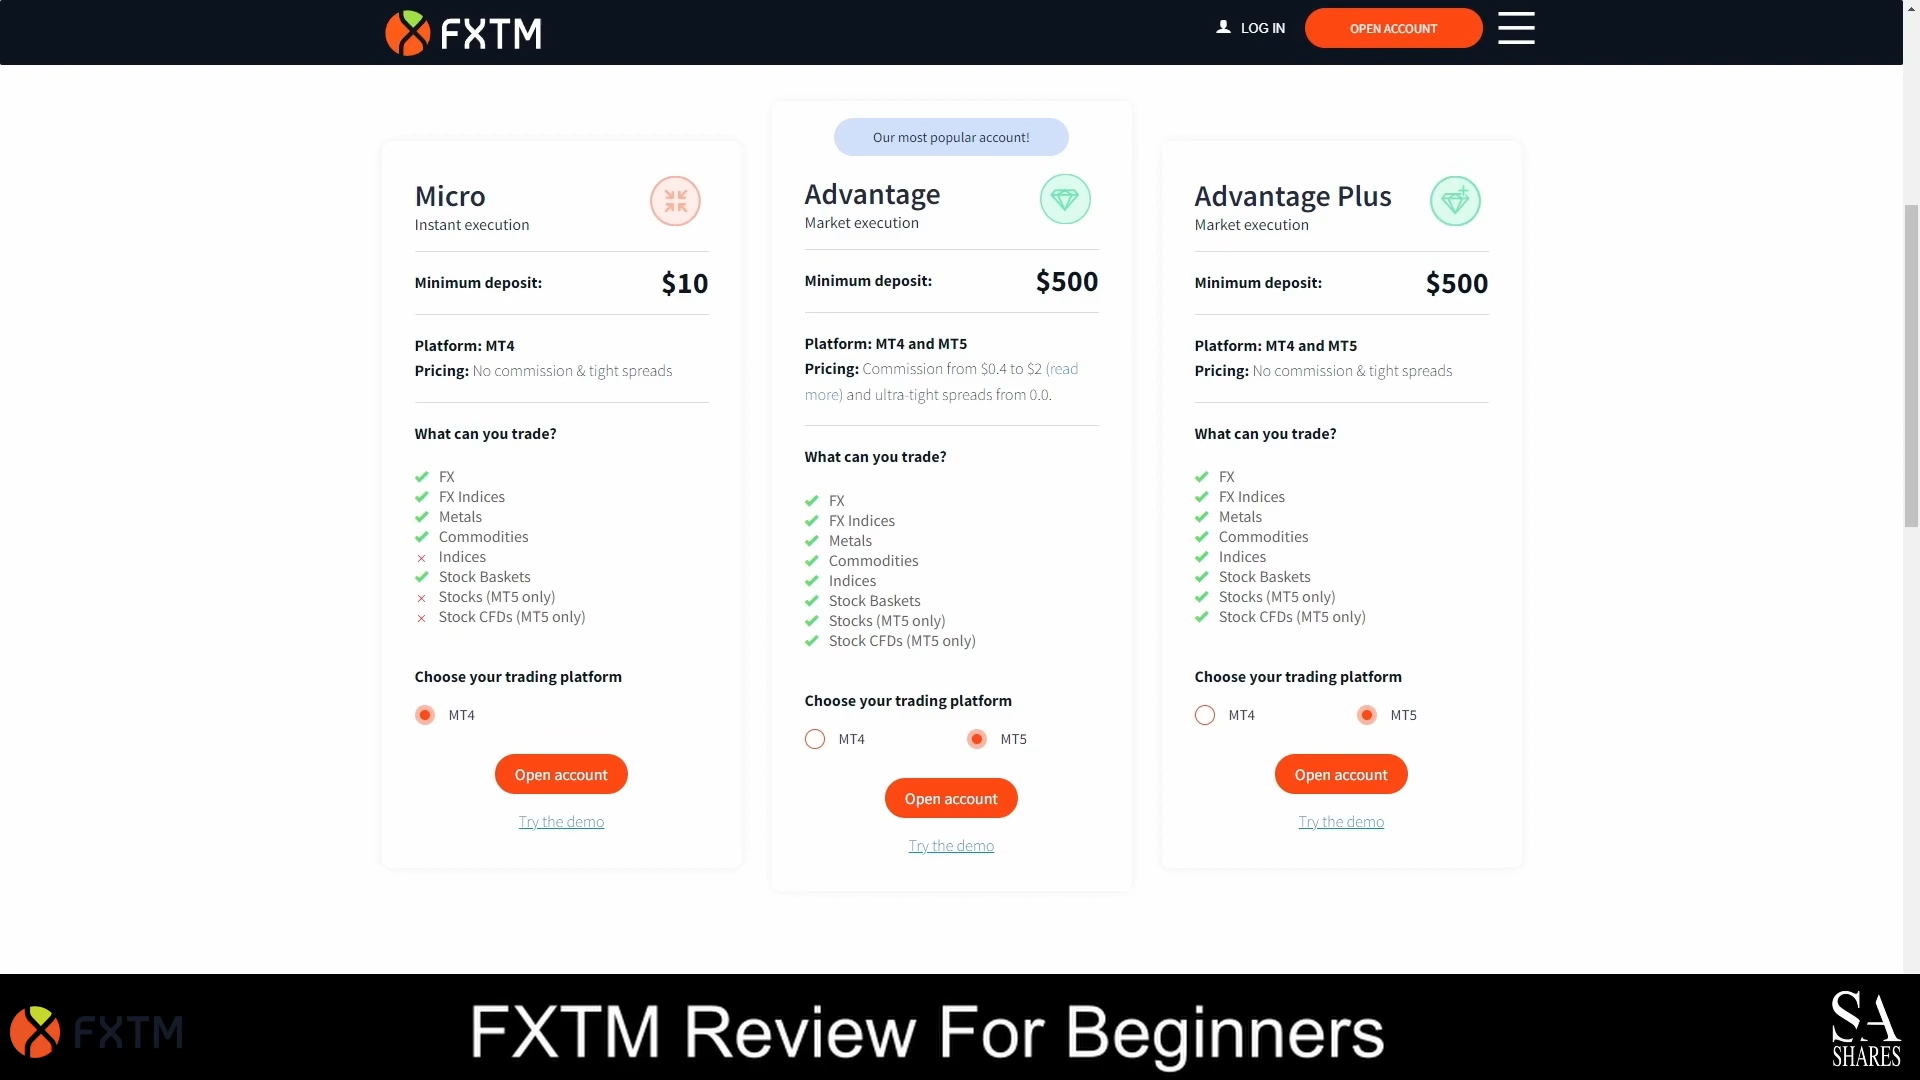 FXTM
LOG IN
OPEN ACCOUNT
Micro
Instant execution
Minimum deposit: $10
Platform: MT4
Pricing: No commission & tight spreads
What can you trade?
FX
FX Indices
Metals
Commodities
Indices
Stock Baskets
Stocks (MT5 only)
Stock CFDs (MT5 only)
Choose your trading platform
MT4
Open account
Try the demo
Our most popular account!
Advantage
Market execution
Minimum deposit: $500
Platform: MT4 and MT5
Pricing: Commission from $0.4 to $2 (read
more) and ultra-tight spreads from 0.0.
What can you trade?
FX
FX Indices
Metals
Commodities
Indices
Stock Baskets
Stocks (MT5 only)
Stock CFDs (MT5 only)
Choose your trading platform
MT4 MT5
Open account
Try the demo
Advantage Plus
Market execution
Minimum deposit: $500
Platform: MT4 and MT5
Pricing: No commission & tight spreads
What can you trade?
FX
FX Indices
Metals
Commodities
Indices
Stock Baskets
Stocks (MT5 only)
Stock CFDs (MT5 only)
Choose your trading platform
MT4 MT5
Open account
Try the demo
FXTM
FXTM Review For Beginners
SA
SHARES